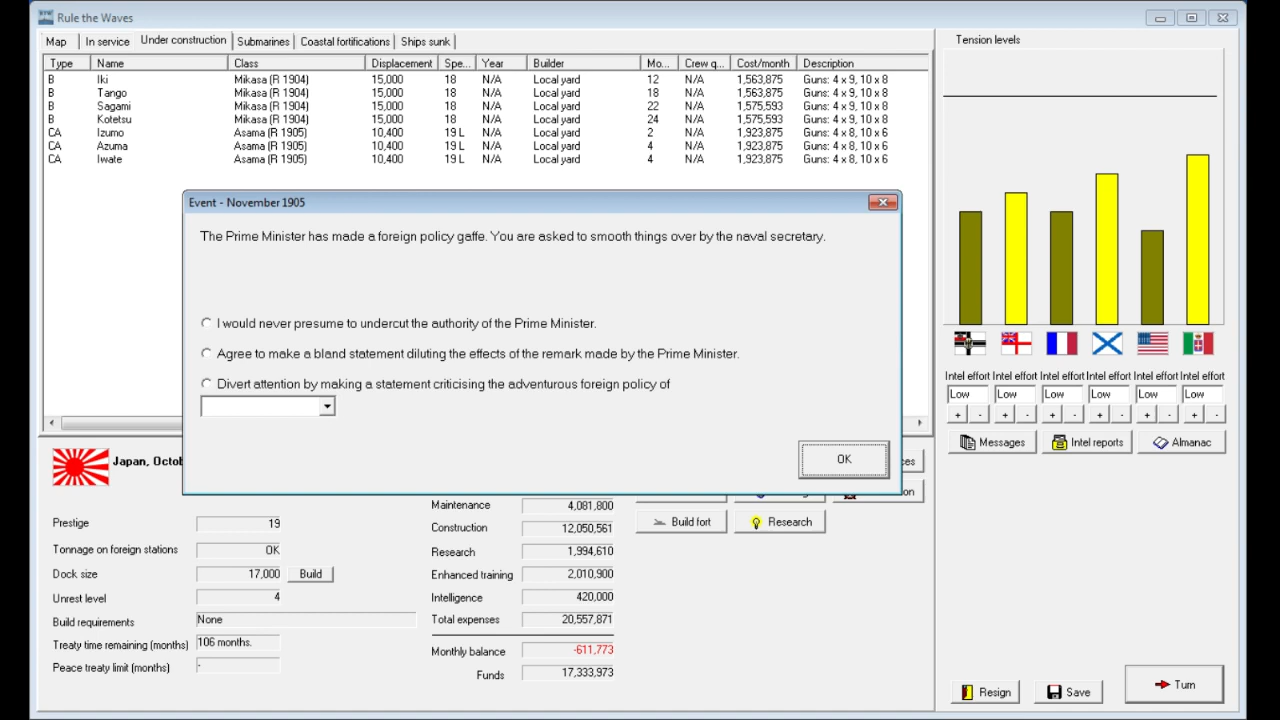 Rule the Waves
Map In service Under construction Submarines Coastal fortifications Ships sunk
Type Name Class Displacement Spe... Year Builder Mo... Crew q... Cost/month Description
B Iki Mikasa (R 1904) 15,000 18 N/A Local yard 12 N/A 1,563,875 Guns: 4 x 9, 10 x 8
B Tango Mikasa (R 1904) 15,000 18 N/A Local yard 18 N/A 1,563,875 Guns: 4 x 9, 10 x 8
B Sagami Mikasa (R 1904) 15,000 18 N/A Local yard 22 N/A 1,575,593 Guns: 4 x 9, 10 x 8
B Kotetsu Mikasa (R 1904) 15,000 18 N/A Local yard 24 N/A 1,575,593 Guns: 4 x 9, 10 x 8
CA Izumo Asama (R 1905) 10,400 19 L N/A Local yard 2 N/A 1,923,875 Guns: 4 x 8, 10 x 6
CA Azuma Asama (R 1905) 10,400 19 L N/A Local yard 4 N/A 1,923,875 Guns: 4 x 8, 10 x 6
CA Iwate Asama (R 1905) 10,400 19 L N/A Local yard 4 N/A 1,923,875 Guns: 4 x 8, 10 x 6
Event - November 1905
The Prime Minister has made a foreign policy gaffe. You are asked to smooth things over by the naval secretary.
I would never presume to undercut the authority of the Prime Minister.
Agree to make a bland statement diluting the effects of the remark made by the Prime Minister.
Divert attention by making a statement criticising the adventurous foreign policy of
OK
Japan, Octob
Prestige 19
Tonnage on foreign stations OK
Dock size 17,000 Build
Unrest level 4
Build requirements None
Treaty time remaining (months) 106 months.
Peace treaty limit (months) -
Maintenance 4,081,800
Construction 12,050,561
Research 1,994,610
Enhanced training 2,010,900
Intelligence 420,000
Total expenses 20,557,871
Monthly balance -611,773
Funds 17,333,973
ces
on
Build fort Research
Tension levels
Intel effort Intel effort Intel effort Intel effort Intel effort Intel effort
Low Low Low Low Low Low
+ - + - + - + - + - + -
Messages Intel reports Almanac
Resign Save Turn